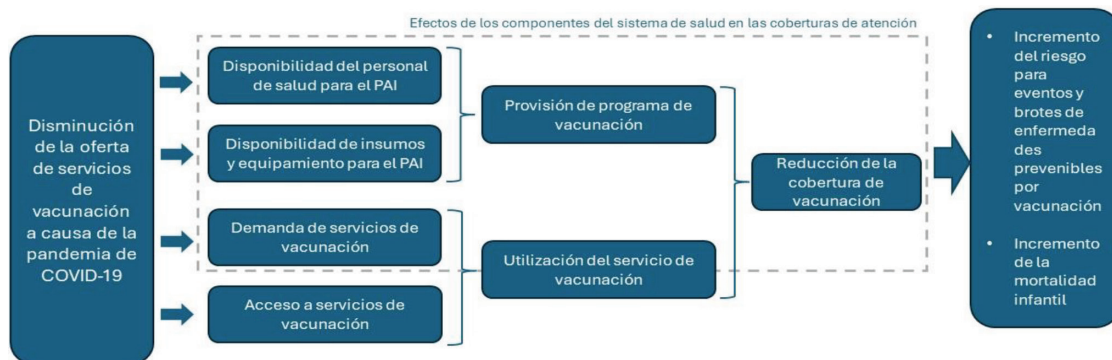 Efectos de los componentes del sistema de salud en las coberturas de atención
Disminución
de la oferta
de servicios
de
vacunación
a causa de la
pandemia de
COVID-19
Disponibilidad del personal
de salud para el PAI
Disponibilidad de insumos
y equipamiento para el PAI
Demanda de servicios de
vacunación
Acceso a servicios de
vacunación
Provisión de programa de
vacunación
Utilización del servicio de
vacunación
Reducción de la
cobertura de
vacunación
• Incremento
del riesgo
para
eventos y
brotes de
enfermeda
des
prevenibles
por
vacunación
• Incremento
de la
mortalidad
infantil